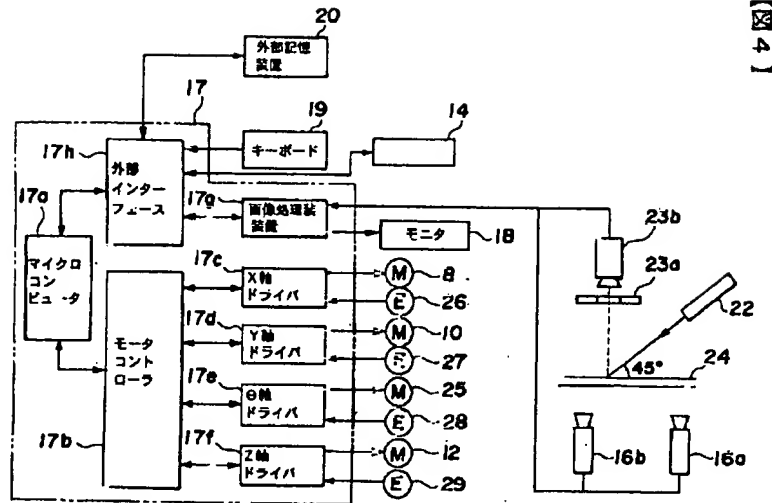 【図4】
20
外部記憶
装置
17
19
14
17h
キーボード
外部
インター
フェース
17g
画像処理装
装置
モニタ
18
23b
23a
22
17a
マイクロ
コン
ピュータ
17c
X軸
ドライバ
M
8
E
26
17d
Y軸
ドライバ
M
10
E
27
45°
24
モータ
コント
ローラ
17e
Θ軸
ドライバ
M
25
E
28
17b
17f
Z軸
ドライバ
M
12
E
29
16b
16a